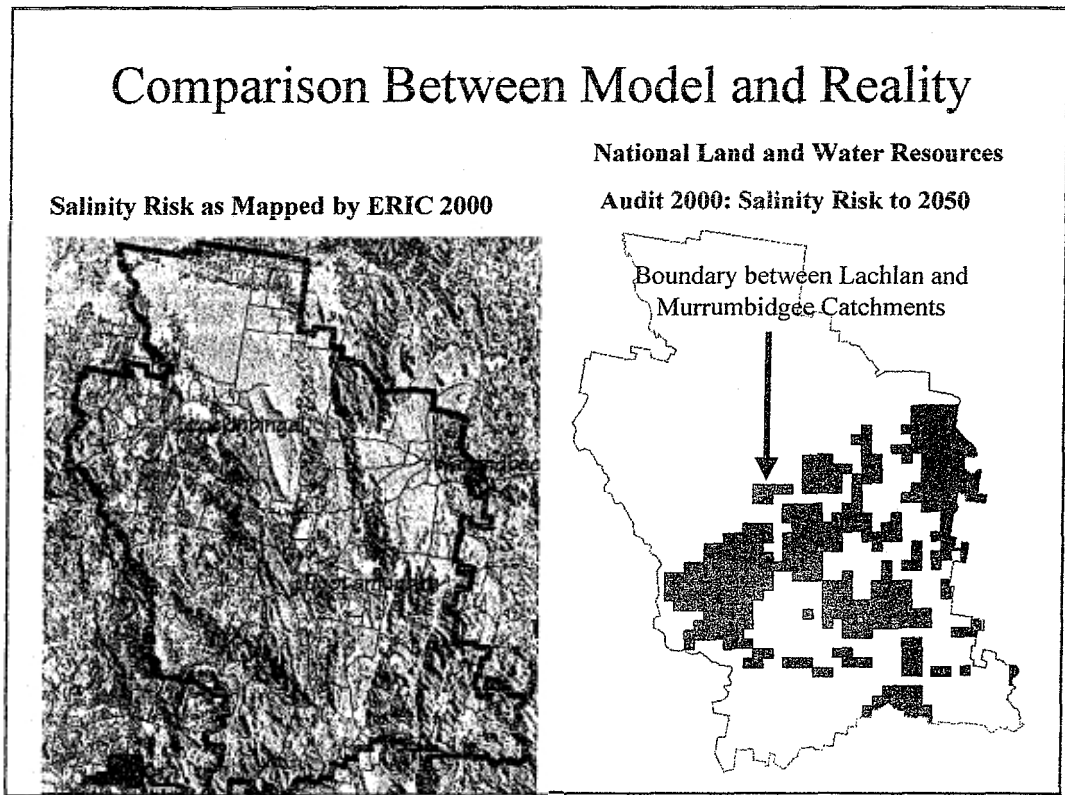 Comparison Between Model and Reality
National Land and Water Resources
Audit 2000: Salinity Risk to 2050
Salinity Risk as Mapped by ERIC 2000
Boundary between Lachlan and
Murrumbidgee Catchments